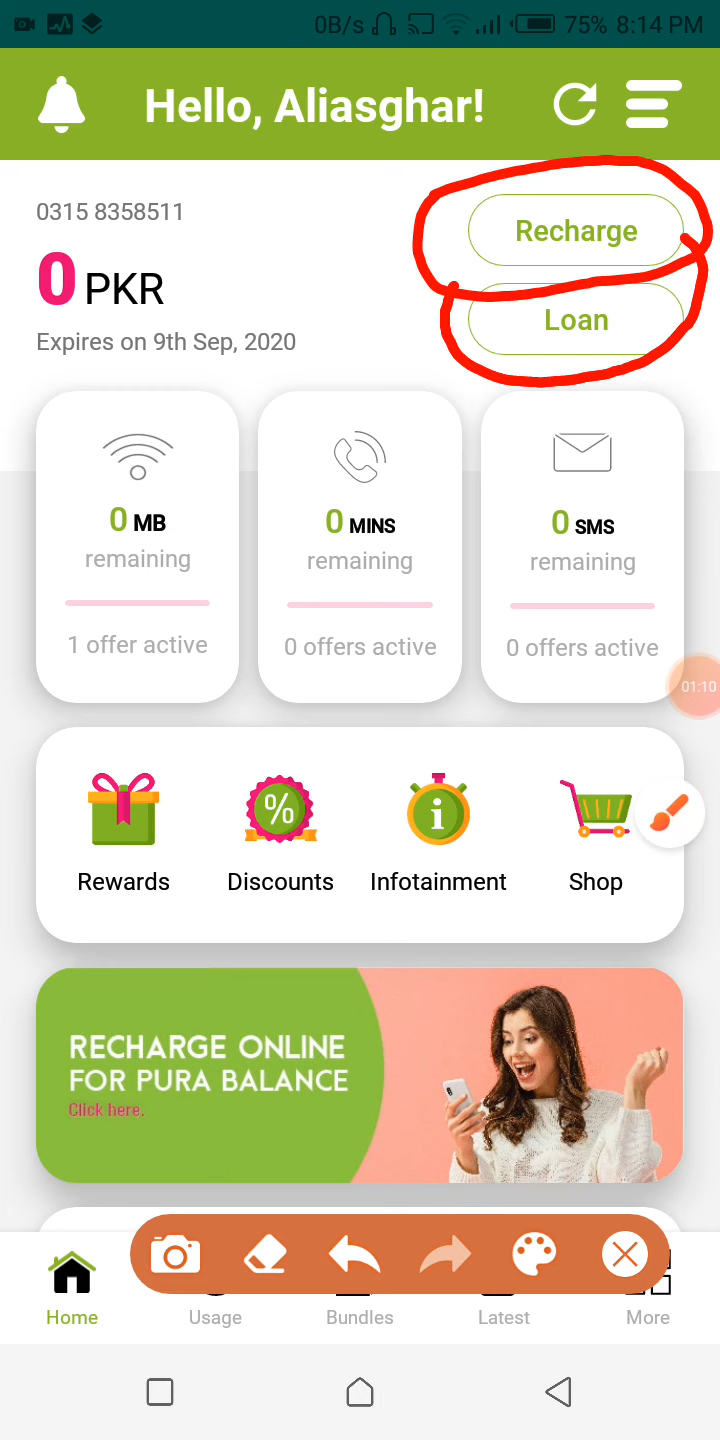 0B/s 75% 8:14 PM
Hello, Aliasghar!
0315 8358511
Recharge
0 PKR
Loan
Expires on 9th Sep, 2020
0 MB
0 MINS
0 SMS
remaining
remaining
remaining
1 offer active
0 offers active
0 offers active
01:10
Rewards
Discounts
Infotainment
Shop
RECHARGE ONLINE
FOR PURA BALANCE
Click here.
Home
Usage
Bundles
Latest
More